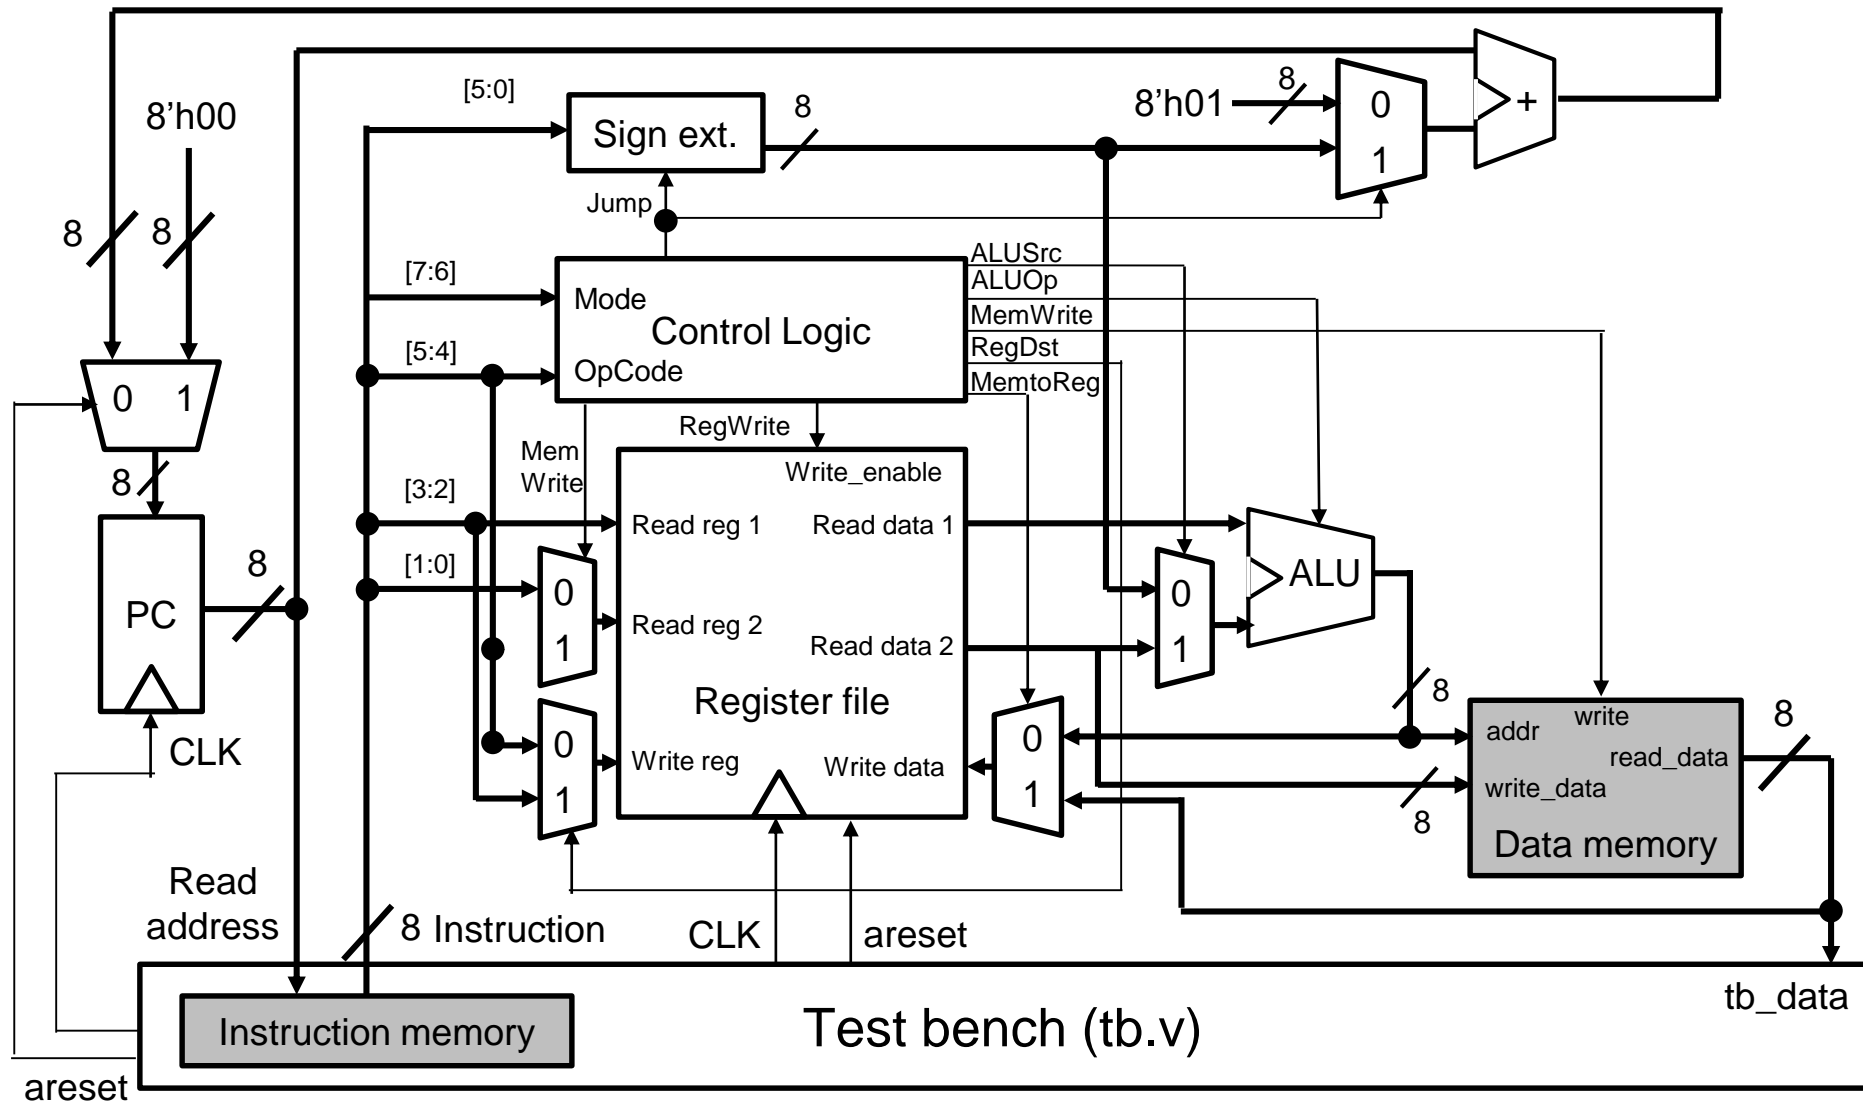 [5:0]
8
8
8'h01
0
1
+
8'h00
Sign ext.
Jump
8
8
[7:6]
Mode
Control Logic
[5:4]
OpCode
ALUSrc
ALUOp
MemWrite
RegDst
MemtoReg
0
1
8
RegWrite
Mem
Write
Write_enable
[3:2]
Read reg 1
Read data 1
[1:0]
0
1
Read reg 2
Read data 2
Register file
0
1
ALU
8
PC
CLK
8
0
1
Write reg
Write data
0
1
8
8
addr
write
read_data
write_data
Data memory
8
Read
address
8 Instruction
CLK
areset
tb_data
Instruction memory
Test bench (tb.v)
areset